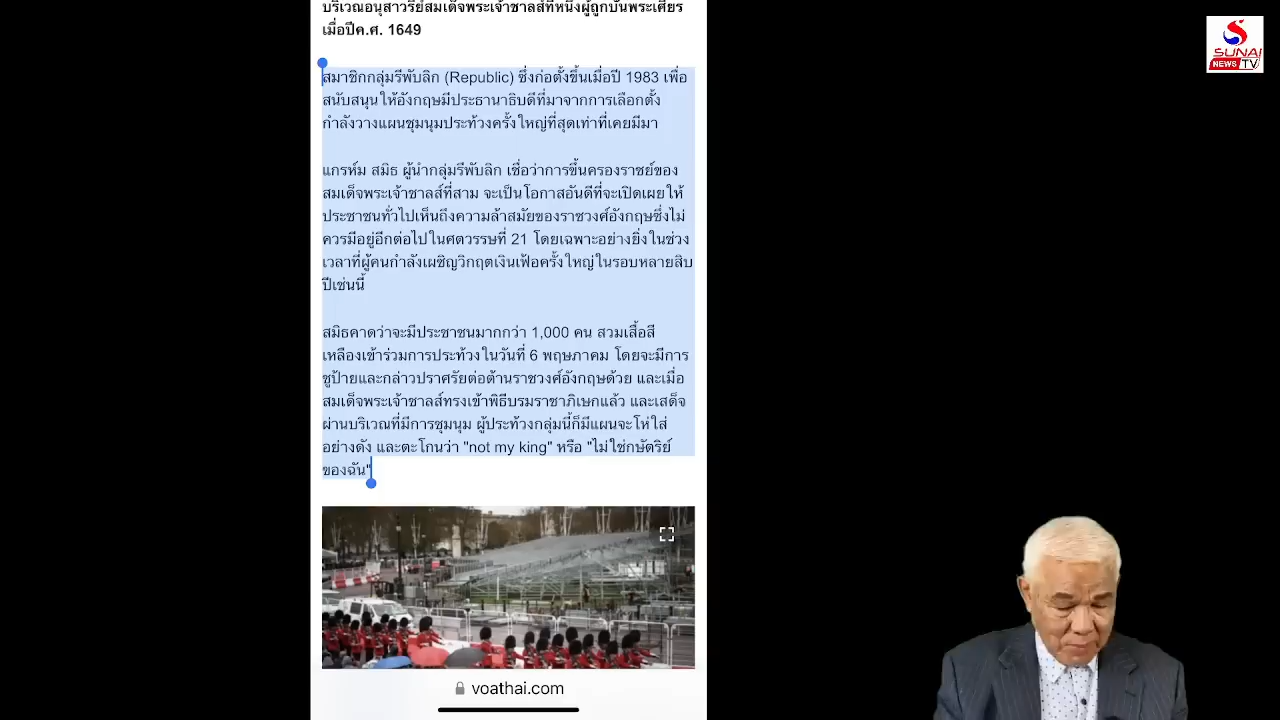 บริเวณอนุสาวรีย์สมเด็จพระเจ้าชาลส์ที่หนึ่งผู้ถูกบั่นพระเศียร
เมื่อปีค.ศ. 1649
สมาชิกกลุ่มรีพับลิก (Republic) ซึ่งก่อตั้งขึ้นเมื่อปี 1983 เพื่อ
สนับสนุนให้อังกฤษมีประธานาธิบดีที่มาจากการเลือกตั้ง
กำลังวางแผนชุมนุมประท้วงครั้งใหญ่ที่สุดเท่าที่เคยมีมา
แกรห์ม สมิธ ผู้นำกลุ่มรีพับลิก เชื่อว่าการขึ้นครองราชย์ของ
สมเด็จพระเจ้าชาลส์ที่สาม จะเป็นโอกาสอันดีที่จะเปิดเผยให้
ประชาชนทั่วไปเห็นถึงความล้าสมัยของราชวงศ์อังกฤษซึ่งไม่
ควรมีอยู่อีกต่อไปในศตวรรษที่ 21 โดยเฉพาะอย่างยิ่งในช่วง
เวลาที่ผู้คนกำลังเผชิญวิกฤตเงินเฟ้อครั้งใหญ่ในรอบหลายสิบ
ปีเช่นนี้
สมิธคาดว่าจะมีประชาชนมากกว่า 1,000 คน สวมเสื้อสี
เหลืองเข้าร่วมการประท้วงในวันที่ 6 พฤษภาคม โดยจะมีการ
ชูป้ายและกล่าวปราศรัยต่อต้านราชวงศ์อังกฤษด้วย และเมื่อ
สมเด็จพระเจ้าชาลส์ทรงเข้าพิธีบรมราชาภิเษกแล้ว และเสด็จ
ผ่านบริเวณที่มีการชุมนุม ผู้ประท้วงกลุ่มนี้ก็มีแผนจะโห่ใส่
อย่างดัง และตะโกนว่า "not my king" หรือ "ไม่ใช่กษัตริย์
ของฉัน"
voathai.com
SUNAI
NEWS TV